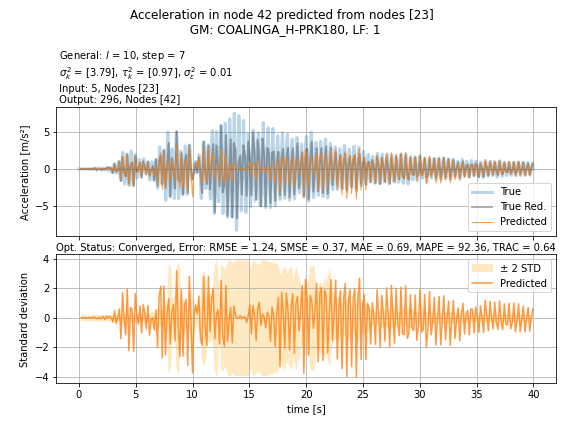 Acceleration in node 42 predicted from nodes [23]
GM: COALINGA_H-PRK180, LF: 1
General: l = 10, step = 7
σ²ₖ = [3.79], τ²ₖ = [0.97], σ²ε = 0.01
Input: 5, Nodes [23]
Output: 296, Nodes [42]
Acceleration [m/s²]
5
0
−5
True
True Red.
Predicted
Opt. Status: Converged, Error: RMSE = 1.24, SMSE = 0.37, MAE = 0.69, MAPE = 92.36, TRAC = 0.64
Standard deviation
4
2
0
−2
−4
± 2 STD
Predicted
0 5 10 15 20 25 30 35 40
time [s]